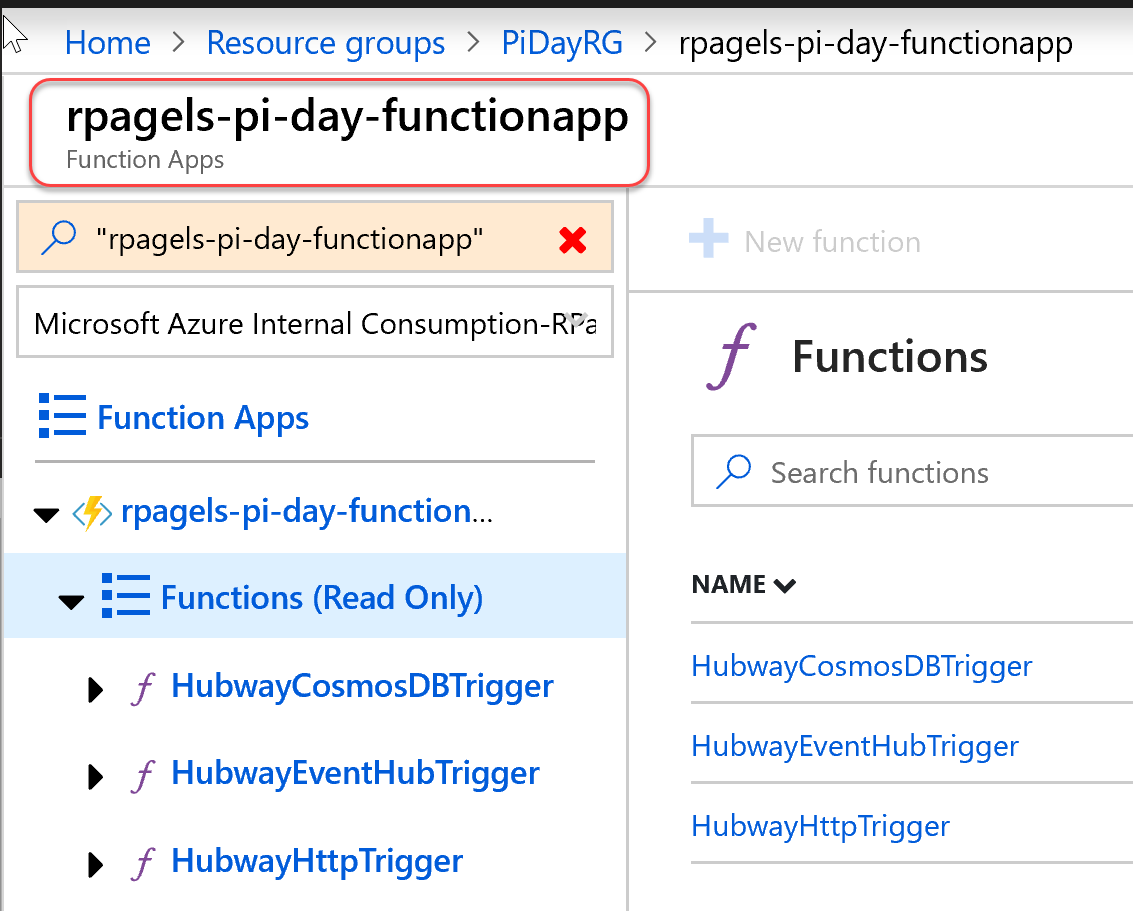 Home > Resource groups > PiDayRG > rpagels-pi-day-functionapp
rpagels-pi-day-functionapp
Function Apps
"rpagels-pi-day-functionapp"
Microsoft Azure Internal Consumption-RPa
Function Apps
rpagels-pi-day-function...
Functions (Read Only)
HubwayCosmosDBTrigger
HubwayEventHubTrigger
HubwayHttpTrigger
New function
Functions
Search functions
NAME
HubwayCosmosDBTrigger
HubwayEventHubTrigger
HubwayHttpTrigger